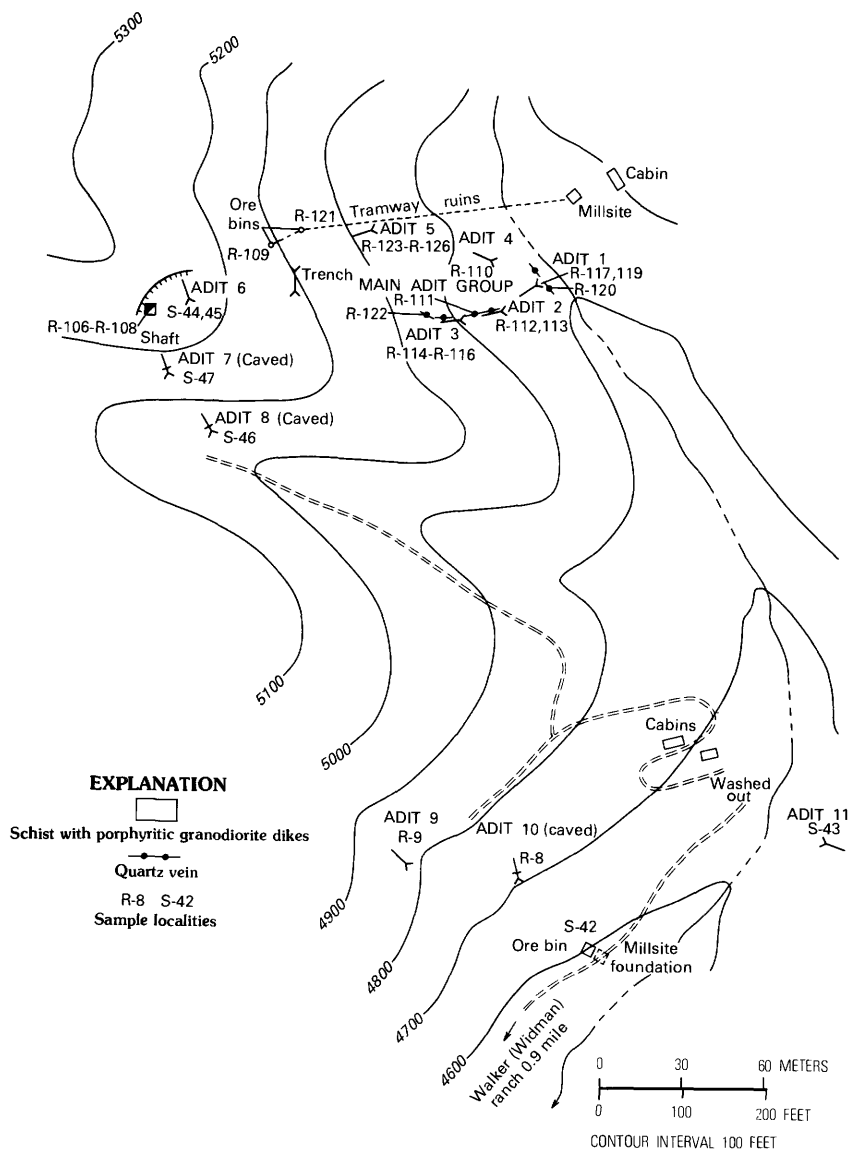 5300
5200
Cabin
Ore
bins
R-121
Tramway ruins
Millsite
R-109
ADIT 5
R-123-R-126
ADIT 4
R-110
ADIT 1
R-117,119
R-120
Trench
MAIN ADIT GROUP
ADIT 6
S-44,45
R-111
R-122
ADIT 2
R-112,113
R-106-R-108
Shaft
ADIT 3
R-114-R-116
ADIT 7 (Caved)
S-47
ADIT 8 (Caved)
S-46
5100
5000
Cabins
Washed
out
ADIT 9
R-9
ADIT 10 (caved)
R-8
ADIT 11
S-43
4900
4800
4700
4600
S-42
Ore bin
Millsite
foundation
Walker (Widman)
ranch 0.9 mile
EXPLANATION
Schist with porphyritic granodiorite dikes
Quartz vein
R-8 S-42
Sample localities
0 30 60 METERS
0 100 200 FEET
CONTOUR INTERVAL 100 FEET